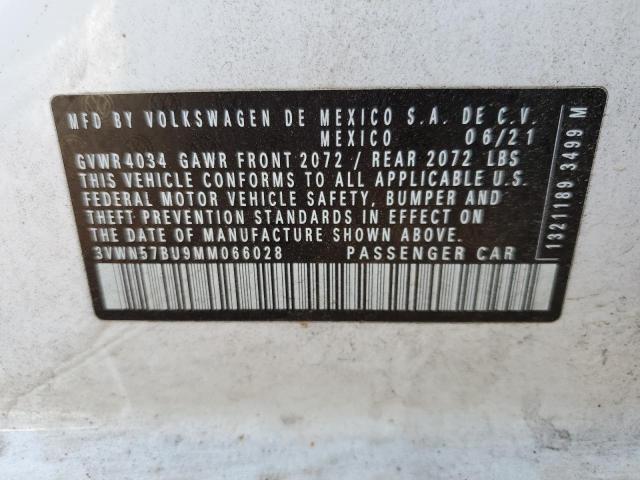 MFD BY VOLKSWAGEN DE MEXICO S.A. DE C.V.
MEXICO 06/21
GVWR4034 GAWR FRONT2072 / REAR 2072 LBS
THIS VEHICLE CONFORMS TO ALL APPLICABLE U.S.
FEDERAL MOTOR VEHICLE SAFETY, BUMPER AND
THEFT PREVENTION STANDARDS IN EFFECT ON
THE DATE OF MANUFACTURE SHOWN ABOVE.
3VWN57BU9MM066028 PASSENGER CAR
1321189 3499 M